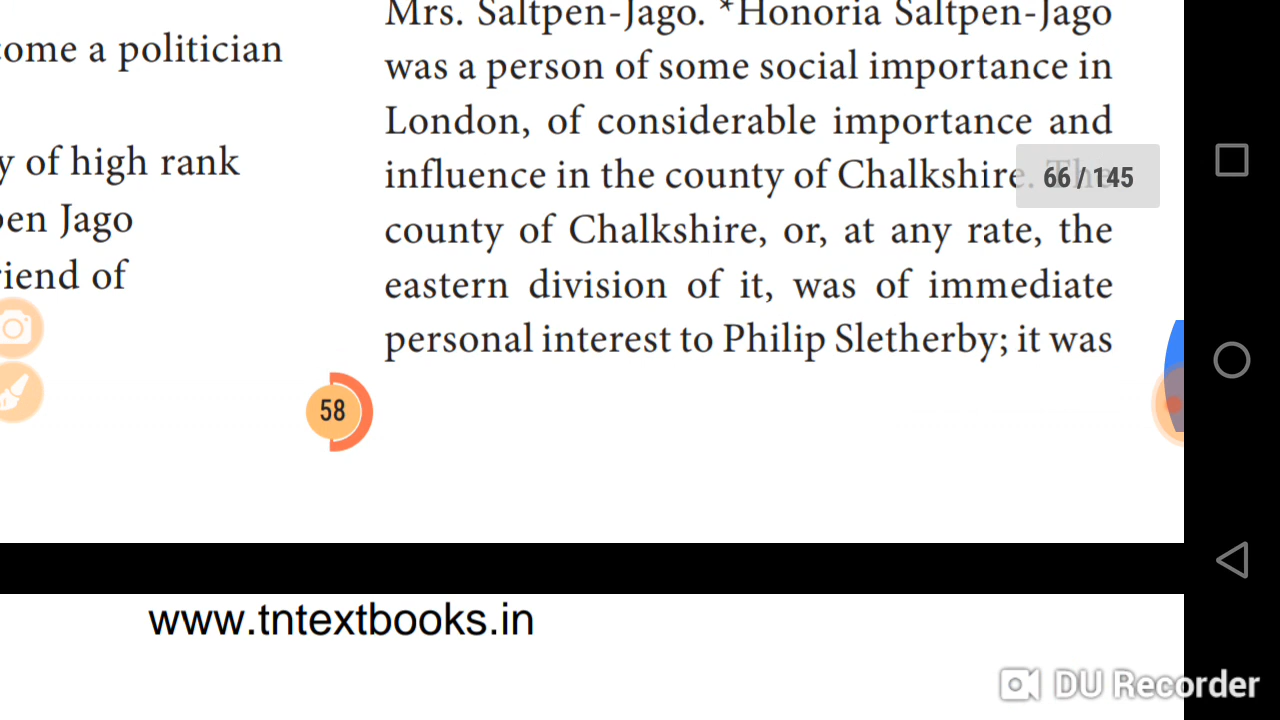 come a politician
y of high rank
pen Jago
riend of
Mrs. Saltpen-Jago. *Honoria Saltpen-Jago
was a person of some social importance in
London, of considerable importance and
influence in the county of Chalkshire. The
county of Chalkshire, or, at any rate, the
eastern division of it, was of immediate
personal interest to Philip Sletherby; it was
66 / 145
58
www.tntextbooks.in
DU Recorder